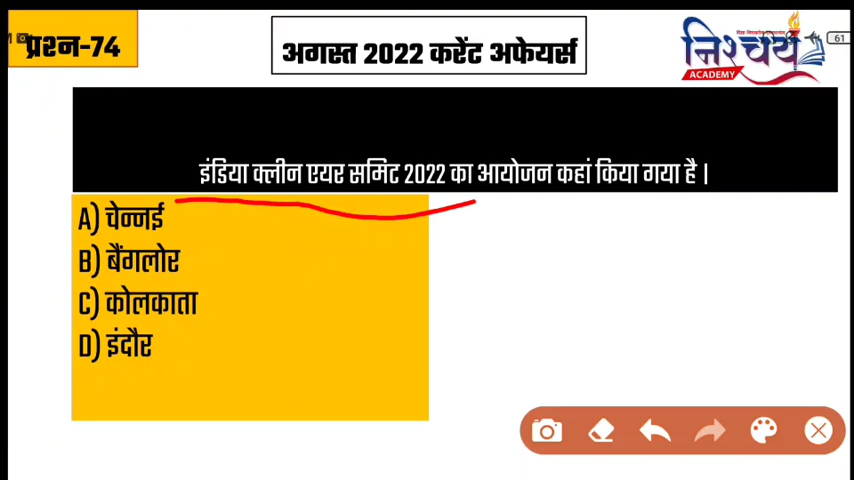 प्रश्न-74
अगस्त 2022 करेंट अफेयर्स
निश्चय
ACADEMY
61
इंडिया क्लीन एयर समिट 2022 का आयोजन कहां किया गया है ।
A) चेन्नई
B) बैंगलोर
C) कोलकाता
D) इंदौर